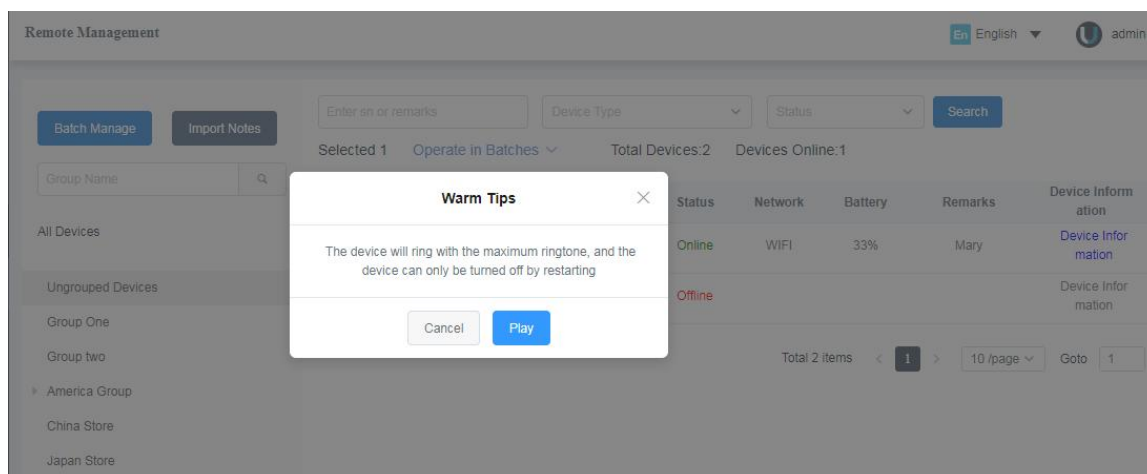 Remote Management
En English
admin
Batch Manage
Import Notes
Enter sn or remarks
Device Type
Status
Search
Selected 1
Operate in Batches
Total Devices:2
Devices Online:1
Group Name
All Devices
Ungrouped Devices
Group One
Group two
America Group
China Store
Japan Store
Warm Tips
The device will ring with the maximum ringtone, and the
device can only be turned off by restarting
Cancel
Play
Status
Network
Battery
Remarks
Device Inform
ation
Online
WIFI
33%
Mary
Device Infor
mation
Offline
Device Infor
mation
Total 2 items
<
1
>
10 /page
Goto
1